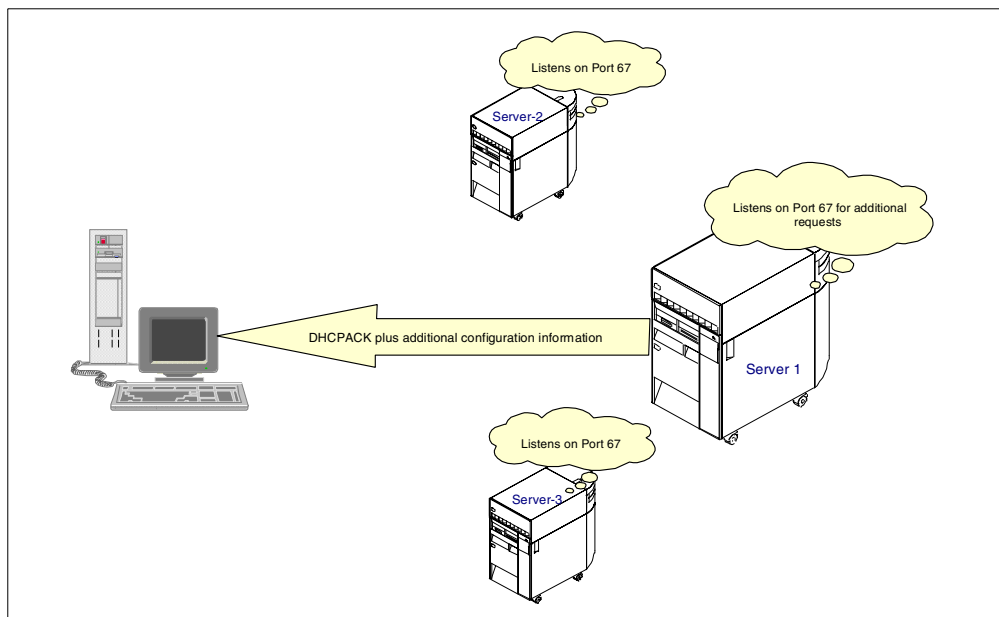 Listens on Port 67
Server-2
Listens on Port 67 for additional
requests
DHCPACK plus additional configuration information
Server 1
Listens on Port 67
Server-3